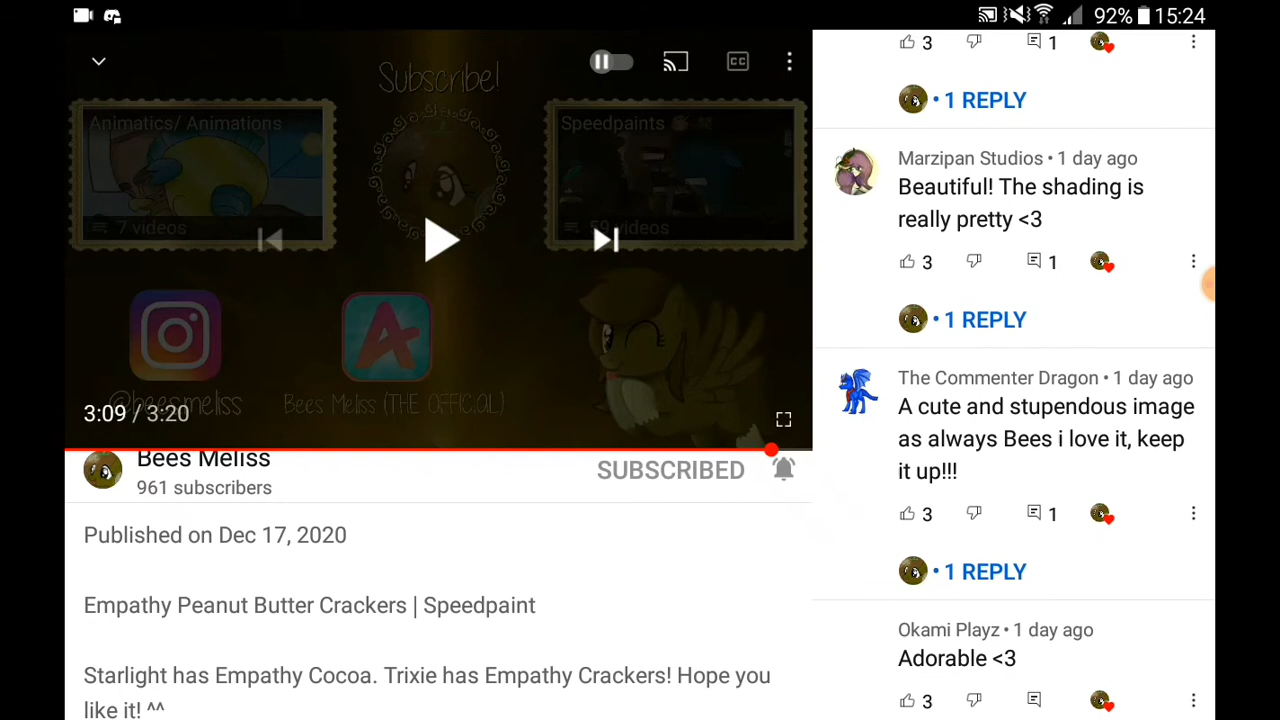 92% 15:24
Subscribe!
Animatics/ Animations
Speedpaints
7 videos
59 videos
@beesmeliss
Bees Meliss (THE OFFICIAL)
3:09 / 3:20
Bees Meliss
961 subscribers
SUBSCRIBED
Published on Dec 17, 2020
Empathy Peanut Butter Crackers | Speedpaint
Starlight has Empathy Cocoa. Trixie has Empathy Crackers! Hope you
like it! ^^
3 1
• 1 REPLY
Marzipan Studios • 1 day ago
Beautiful! The shading is
really pretty <3
3 1
• 1 REPLY
The Commenter Dragon • 1 day ago
A cute and stupendous image
as always Bees i love it, keep
it up!!!
3 1
• 1 REPLY
Okami Playz • 1 day ago
Adorable <3
3
CC